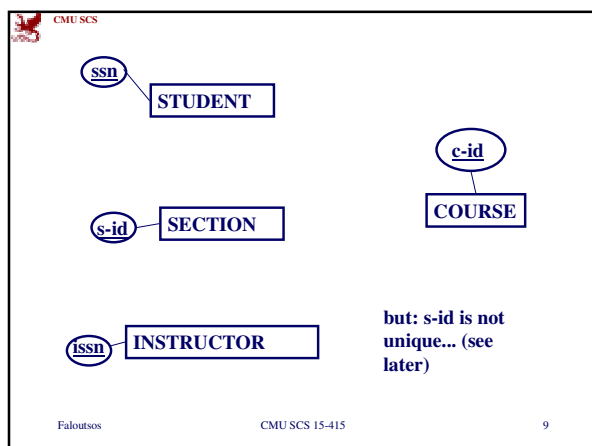 CMU SCS
ssn
STUDENT
c-id
COURSE
s-id
SECTION
issn
INSTRUCTOR
but: s-id is not
unique... (see
later)
Faloutsos
CMU SCS 15-415
9